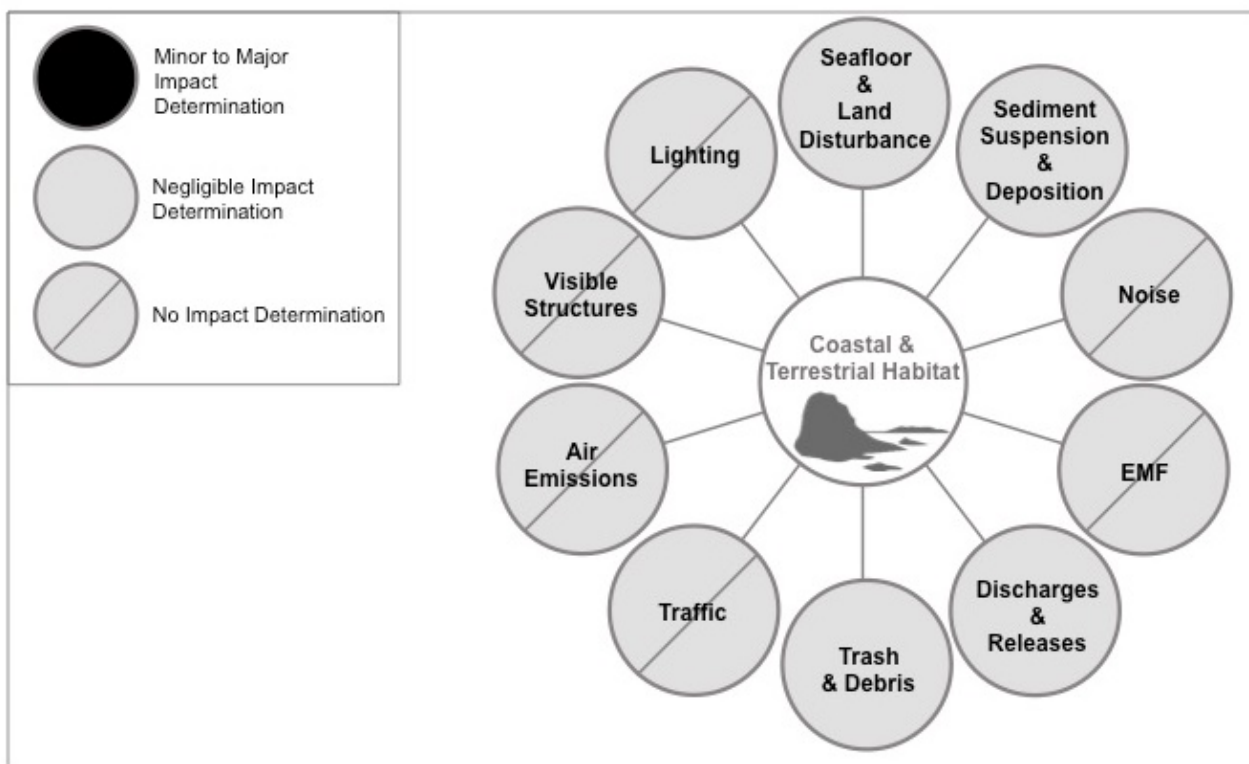 Minor to Major
Impact
Determination
Negligible Impact
Determination
No Impact Determination
Seafloor
&
Land
Disturbance
Sediment
Suspension
&
Deposition
Noise
EMF
Discharges
&
Releases
Trash
& Debris
Traffic
Air
Emissions
Visible
Structures
Lighting
Coastal &
Terrestrial Habitat